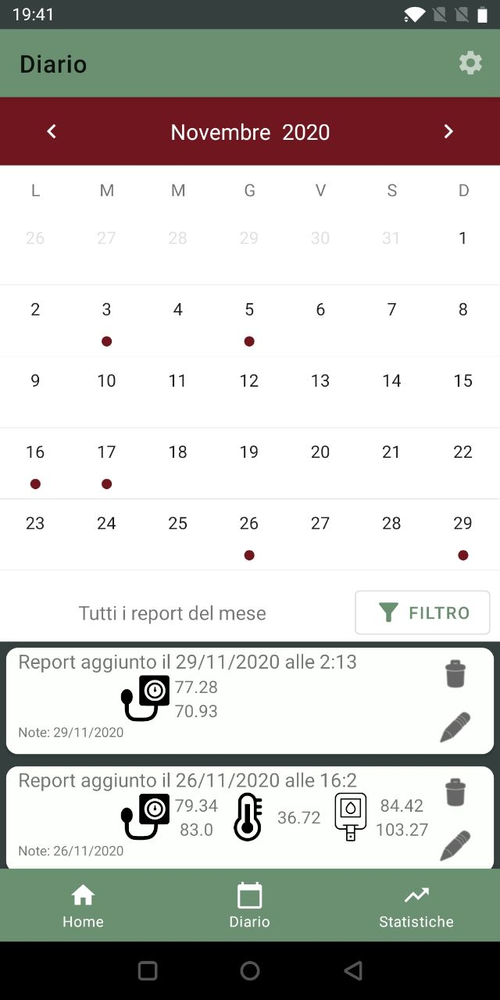 19:41
Diario
Novembre 2020
L M M G V S D
26 27 28 29 30 31 1
2 3 4 5 6 7 8
9 10 11 12 13 14 15
16 17 18 19 20 21 22
23 24 25 26 27 28 29
Tutti i report del mese FILTRO
Report aggiunto il 29/11/2020 alle 2:13
77.28
70.93
Note: 29/11/2020
Report aggiunto il 26/11/2020 alle 16:2
79.34 36.72 84.42
83.0 103.27
Note: 26/11/2020
Home Diario Statistiche